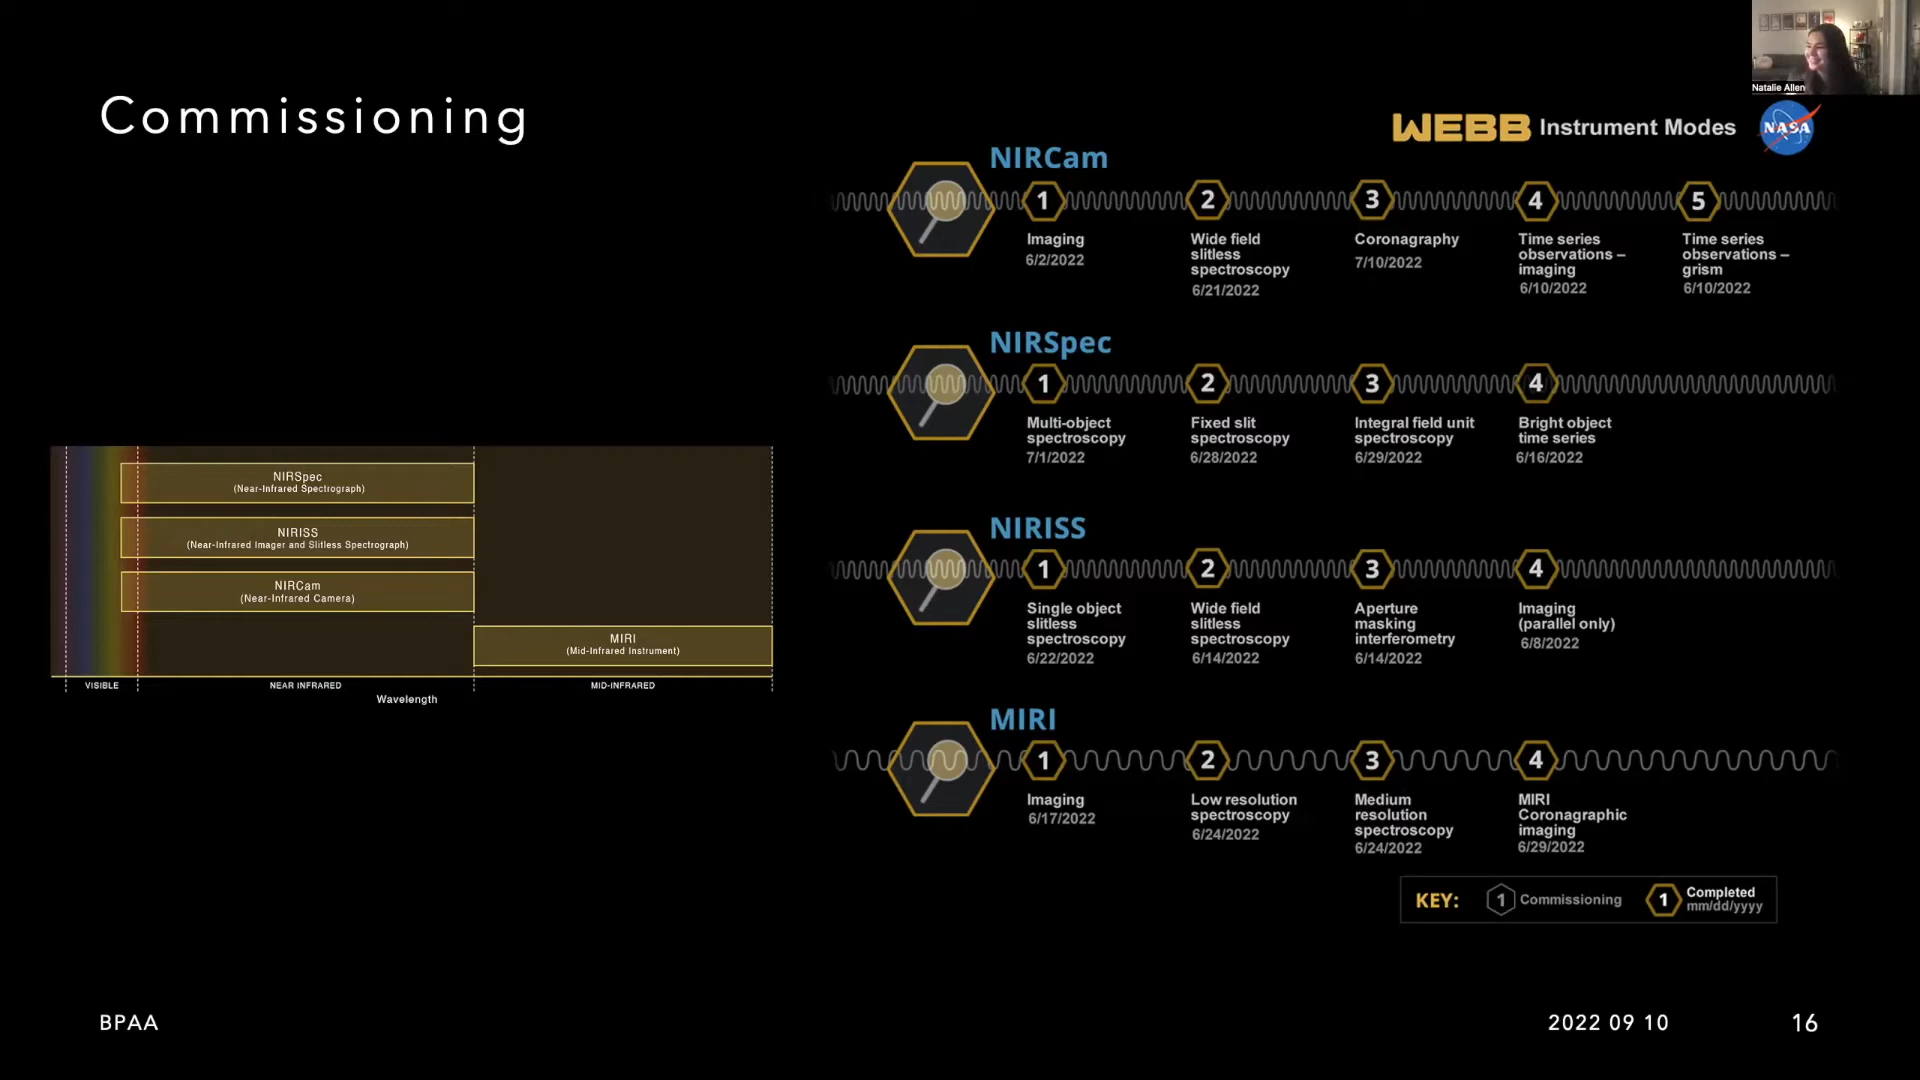 Natalie Allen
Commissioning
WEBB Instrument Modes
NASA
NIRCam
1
2
3
4
5
Imaging
6/2/2022
Wide field
slitless
spectroscopy
6/21/2022
Coronagraphy
7/10/2022
Time series
observations –
imaging
6/10/2022
Time series
observations –
grism
6/10/2022
NIRSpec
1
2
3
4
Multi-object
spectroscopy
7/1/2022
Fixed slit
spectroscopy
6/28/2022
Integral field unit
spectroscopy
6/29/2022
Bright object
time series
6/16/2022
NIRISS
1
2
3
4
Single object
slitless
spectroscopy
6/22/2022
Wide field
slitless
spectroscopy
6/14/2022
Aperture
masking
interferometry
6/14/2022
Imaging
(parallel only)
6/8/2022
MIRI
1
2
3
4
Imaging
6/17/2022
Low resolution
spectroscopy
6/24/2022
Medium
resolution
spectroscopy
6/24/2022
MIRI
Coronagraphic
imaging
6/29/2022
KEY:
1
Commissioning
1
Completed
mm/dd/yyyy
NIRSpec
(Near-Infrared Spectrograph)
NIRISS
(Near-Infrared Imager and Slitless Spectrograph)
NIRCam
(Near-Infrared Camera)
MIRI
(Mid-Infrared Instrument)
VISIBLE
NEAR INFRARED
MID-INFRARED
Wavelength
BPAA
2022 09 10
16